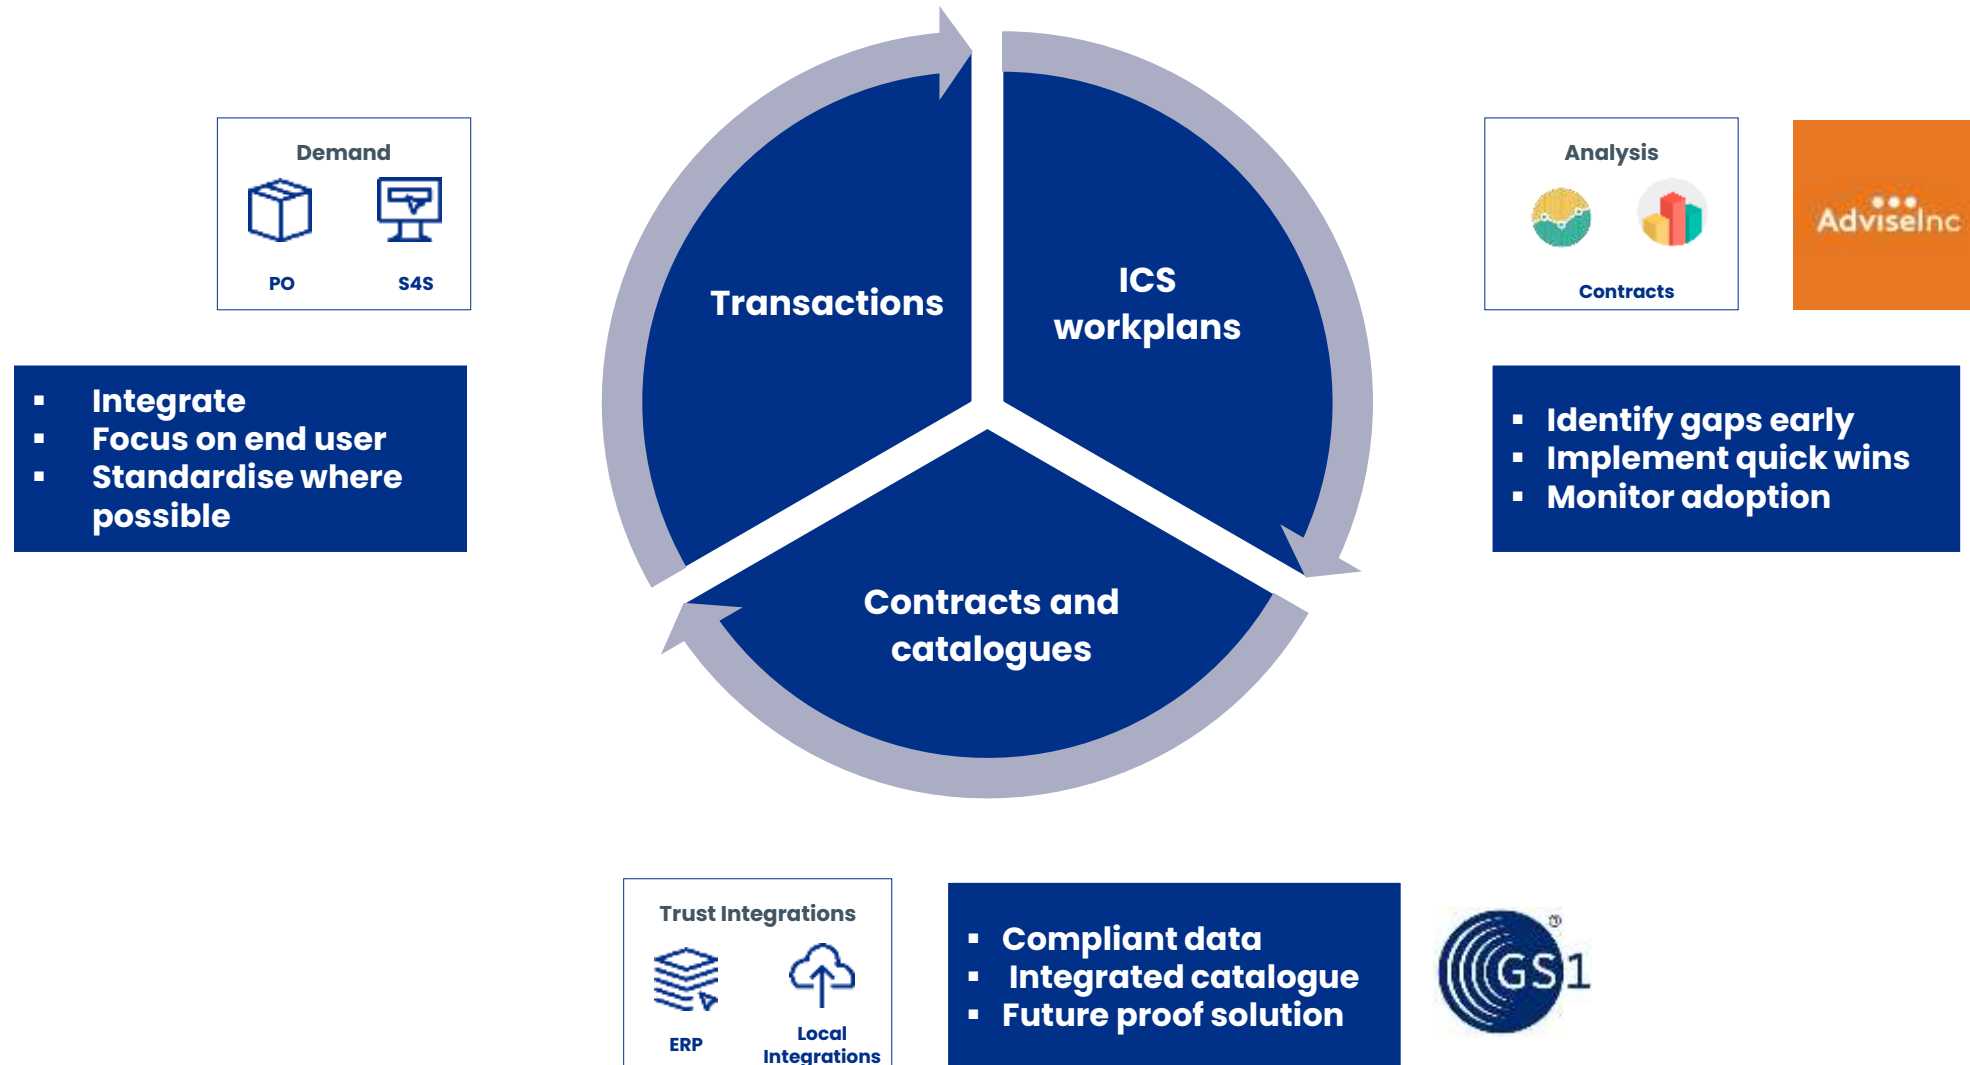 Demand
PO
S4S
▪ Integrate
▪ Focus on end user
▪ Standardise where
possible
Transactions
ICS
workplans
Contracts and
catalogues
Analysis
Contracts
AdviseInc
▪ Identify gaps early
▪ Implement quick wins
▪ Monitor adoption
Trust Integrations
ERP
Local
Integrations
▪ Compliant data
▪ Integrated catalogue
▪ Future proof solution
GS1
®